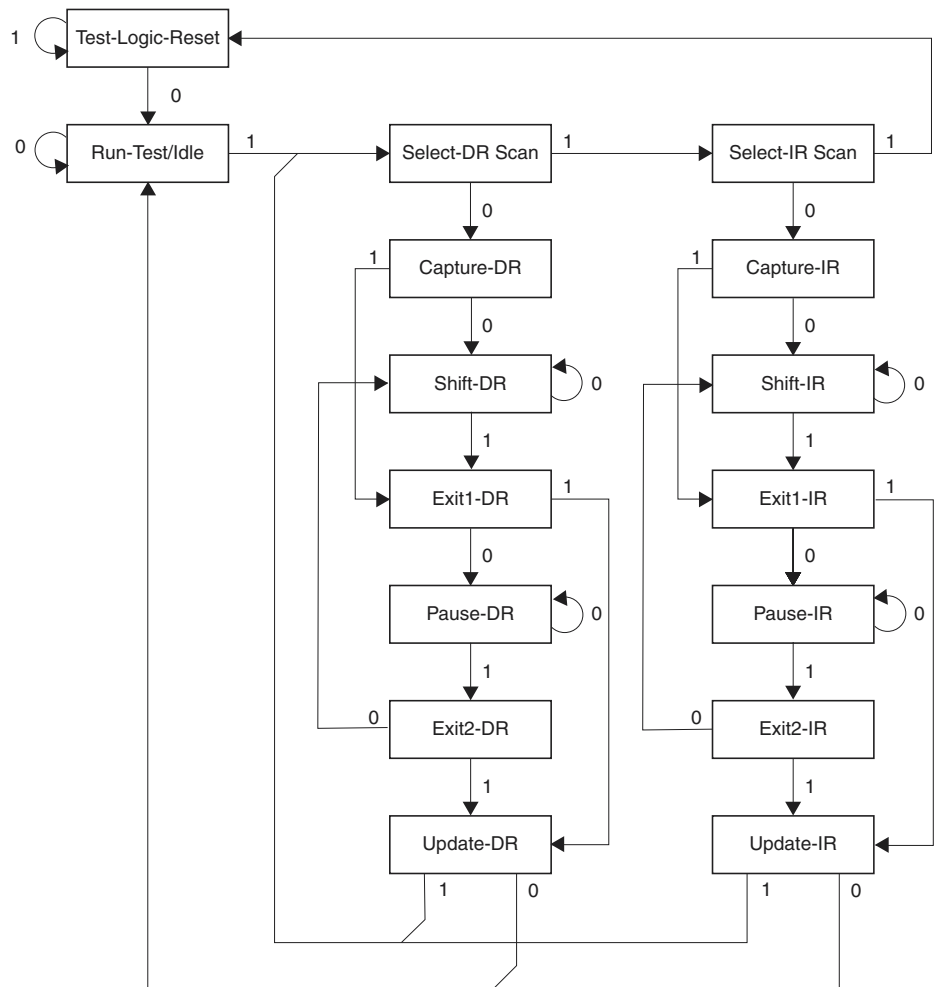 1 Test-Logic-Reset
0
0 Run-Test/Idle 1 Select-DR Scan 1 Select-IR Scan 1
0 0
1 Capture-DR 1 Capture-IR
0 0
Shift-DR 0 Shift-IR 0
1 1
Exit1-DR 1 Exit1-IR 1
0 0
Pause-DR 0 Pause-IR 0
1 1
0 Exit2-DR 0 Exit2-IR
1 1
Update-DR Update-IR
1 0 1 0